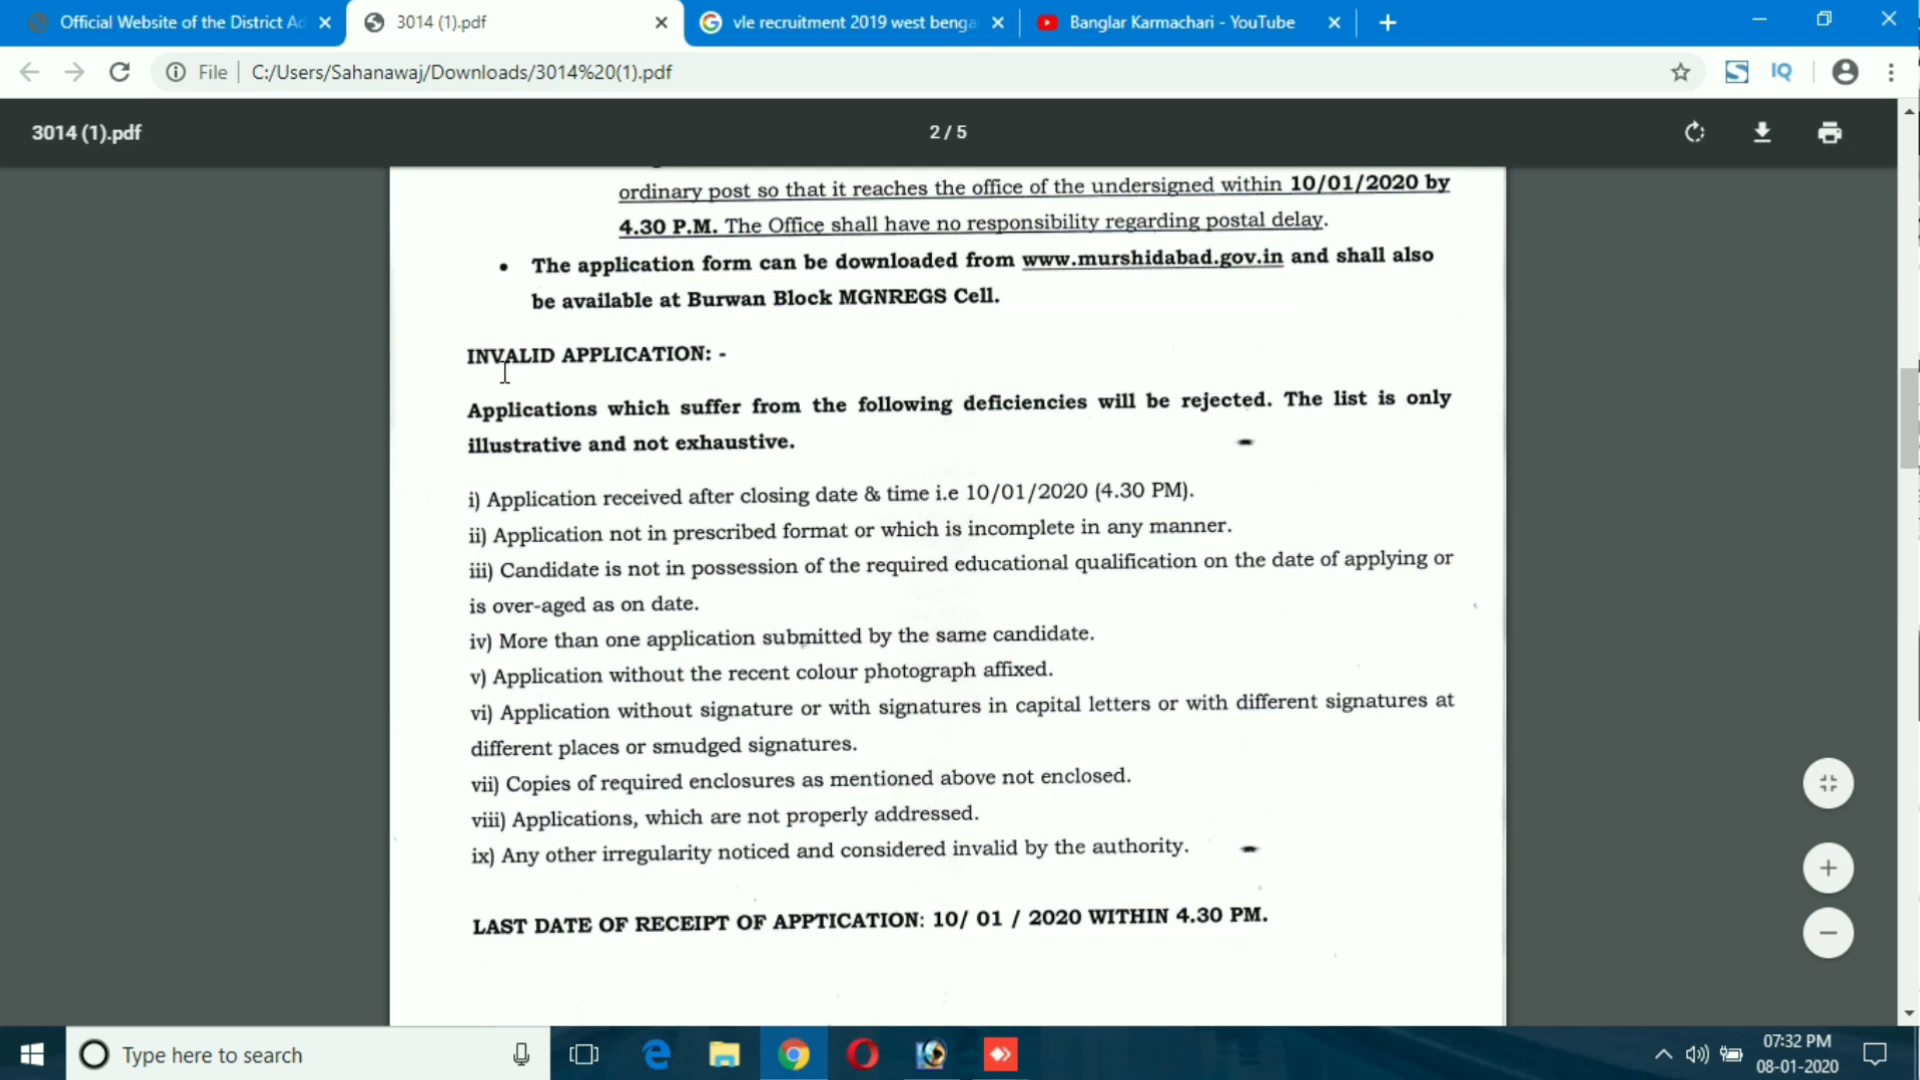 Official Website of the District Ad
3014 (1).pdf
vle recruitment 2019 west benga
Banglar Karmachari - YouTube
File
C:/Users/Sahanawaj/Downloads/3014%20(1).pdf
IQ
3014 (1).pdf
2 / 5
ordinary post so that it reaches the office of the undersigned within 10/01/2020 by
4.30 P.M. The Office shall have no responsibility regarding postal delay.
• The application form can be downloaded from www.murshidabad.gov.in and shall also
be available at Burwan Block MGNREGS Cell.
INVALID APPLICATION: -
Applications which suffer from the following deficiencies will be rejected. The list is only
illustrative and not exhaustive.
i) Application received after closing date & time i.e 10/01/2020 (4.30 PM).
ii) Application not in prescribed format or which is incomplete in any manner.
iii) Candidate is not in possession of the required educational qualification on the date of applying or
is over-aged as on date.
iv) More than one application submitted by the same candidate.
v) Application without the recent colour photograph affixed.
vi) Application without signature or with signatures in capital letters or with different signatures at
different places or smudged signatures.
vii) Copies of required enclosures as mentioned above not enclosed.
viii) Applications, which are not properly addressed.
ix) Any other irregularity noticed and considered invalid by the authority.
LAST DATE OF RECEIPT OF APPTICATION: 10/ 01 / 2020 WITHIN 4.30 PM.
Type here to search
07:32 PM
08-01-2020